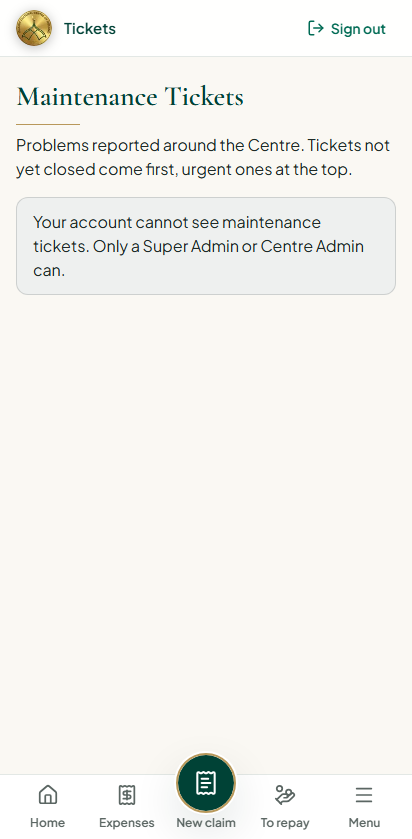 Tickets
Sign out
Maintenance Tickets
Problems reported around the Centre. Tickets not
yet closed come first, urgent ones at the top.
Your account cannot see maintenance
tickets. Only a Super Admin or Centre Admin
can.
Home
Expenses
New claim
To repay
Menu